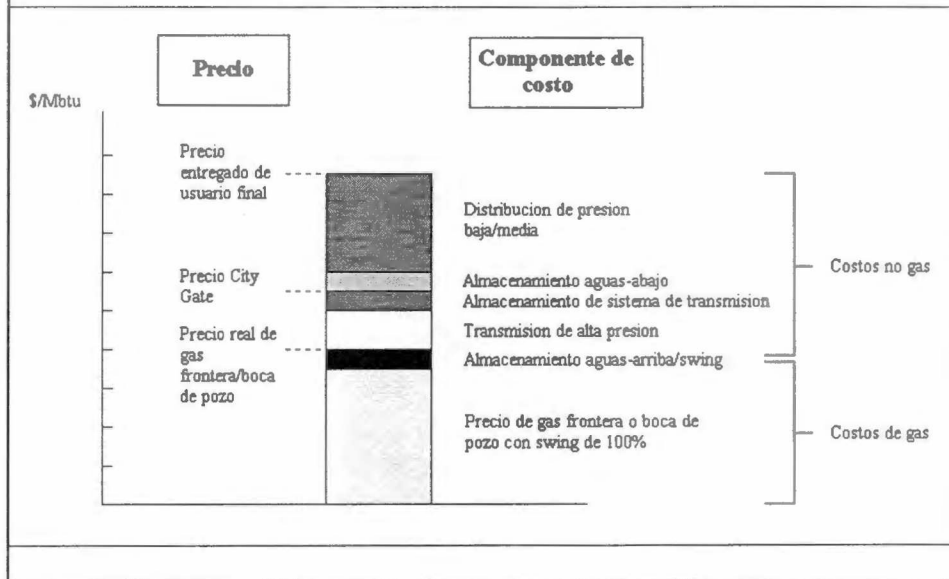 Precio
Componente de
costo
$/Mbtu
Precio
entregado de
usuario final
Distribucion de presion
baja/media
Precio City
Gate
Almacenamiento aguas-abajo
Almacenamiento de sistema de transmision
Costos no gas
Precio real de
gas
frontera/boca
de pozo
Transmision de alta presion
Almacenamiento aguas-arriba/swing
Precio de gas frontera o boca de
pozo con swing de 100%
Costos de gas